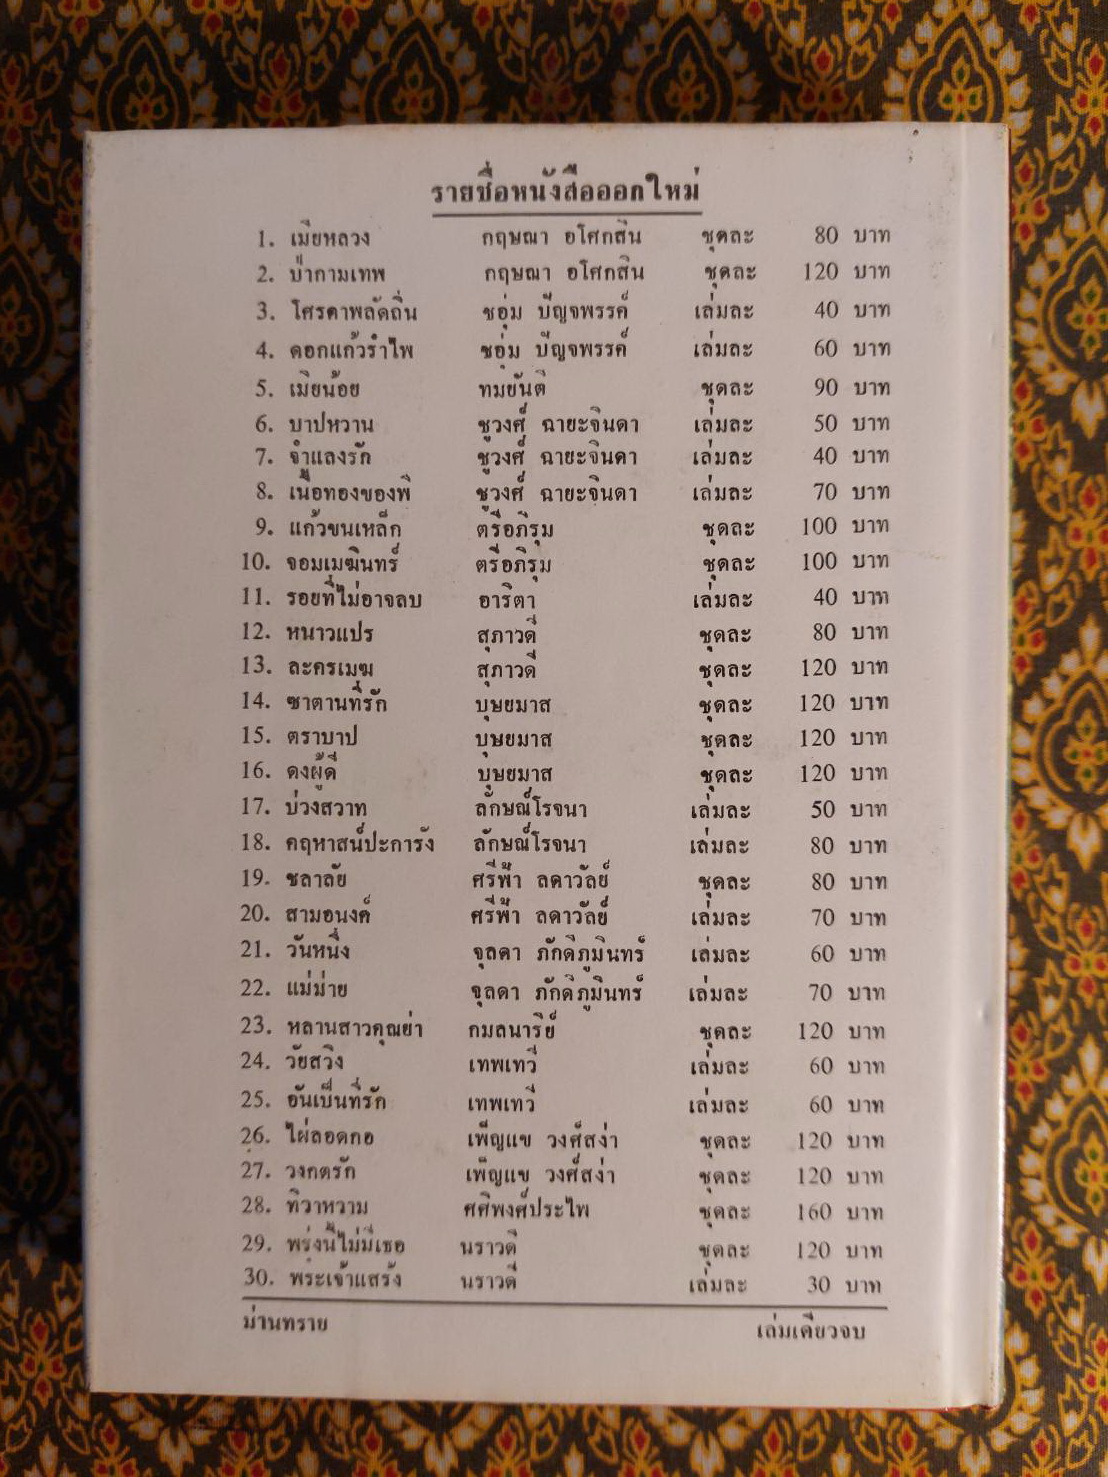 รายชื่อหนังสือออกใหม่
1. เมียหลวง กฤษณา อโศกสิน ชุดละ 80 บาท
2. ป่ากามเทพ กฤษณา อโศกสิน ชุดละ 120 บาท
3. โศรดาพลัดถิ่น ชอุ่ม ปัญจพรรค์ เล่มละ 40 บาท
4. ดอกแก้วรำไพ ชอุ่ม ปัญจพรรค์ เล่มละ 60 บาท
5. เมียน้อย ทมยันตี ชุดละ 90 บาท
6. บาปหวาน ชูวงศ์ ฉายะจินดา เล่มละ 50 บาท
7. จำแลงรัก ชูวงศ์ ฉายะจินดา เล่มละ 40 บาท
8. เนื้อทองของพี่ ชูวงศ์ ฉายะจินดา เล่มละ 70 บาท
9. แก้วขนเหล็ก ตรีอภิรุม ชุดละ 100 บาท
10. จอมเมฆินทร์ ตรีอภิรุม ชุดละ 100 บาท
11. รอยที่ไม่อาจลบ อาริตา เล่มละ 40 บาท
12. หนาวแปร สุภาวดี ชุดละ 80 บาท
13. ละครเมฆ สุภาวดี ชุดละ 120 บาท
14. ซาตานที่รัก บุษยมาส ชุดละ 120 บาท
15. ตราบาป บุษยมาส ชุดละ 120 บาท
16. ดงผู้ดี บุษยมาส ชุดละ 120 บาท
17. บ่วงสวาท ลักษณ์โรจนา เล่มละ 50 บาท
18. คฤหาสน์ปะการัง ลักษณ์โรจนา เล่มละ 80 บาท
19. ชลาลัย ศรีฟ้า ลดาวัลย์ ชุดละ 80 บาท
20. สามอนงค์ ศรีฟ้า ลดาวัลย์ เล่มละ 70 บาท
21. วันหนึ่ง จุลดา ภักดีภูมินทร์ เล่มละ 60 บาท
22. แม่ม่าย จุลดา ภักดีภูมินทร์ เล่มละ 70 บาท
23. หลานสาวคุณย่า กมลนารีย์ ชุดละ 120 บาท
24. วัยสวิง เทพเทวี เล่มละ 60 บาท
25. อันเป็นที่รัก เทพเทวี เล่มละ 60 บาท
26. ไผ่ลอดกอ เพ็ญแข วงศ์สง่า ชุดละ 120 บาท
27. วงกตรัก เพ็ญแข วงศ์สง่า ชุดละ 120 บาท
28. ทิวาหวาม ศศิพงศ์ประไพ ชุดละ 160 บาท
29. พรุ่งนี้ไม่มีเธอ นราวดี ชุดละ 120 บาท
30. พระเจ้าแสร้ง นราวดี เล่มละ 30 บาท
ม่านทราย เล่มเดียวจบ